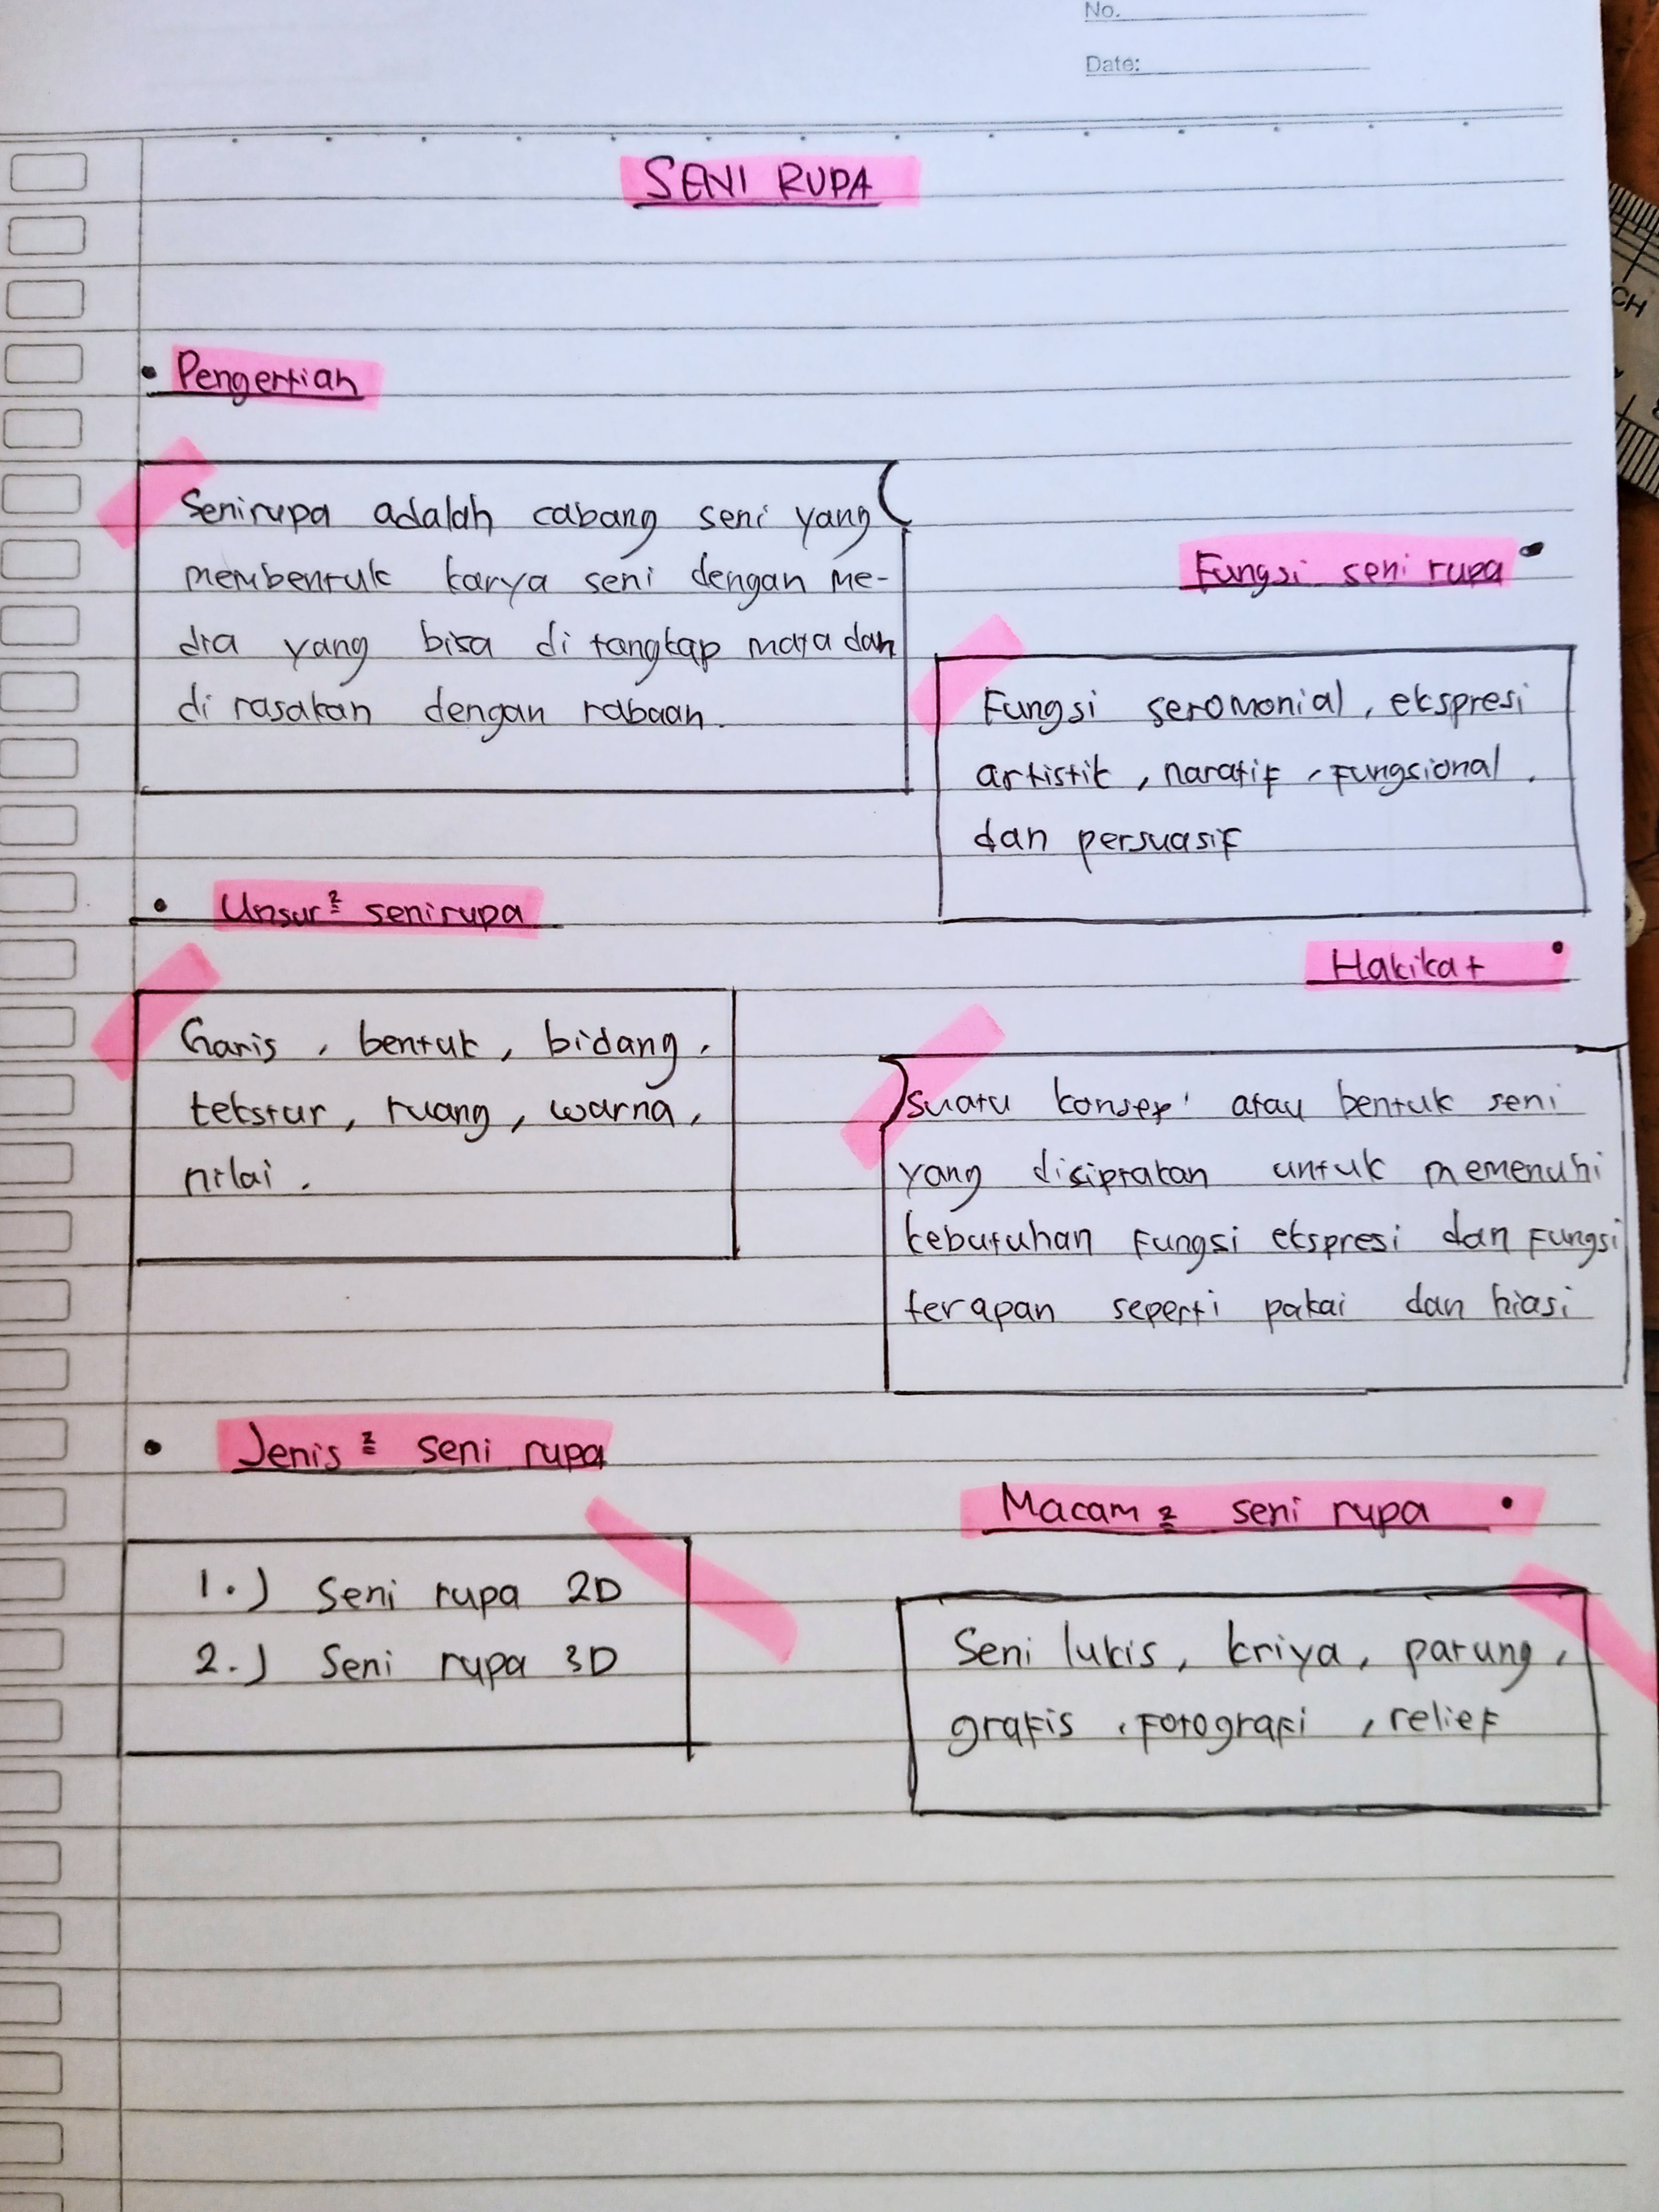 No.
Date:
SENI RUPA
• Pengertian
Senirupa adalah cabang seni yang
membentuk karya seni dengan me-
dia yang bisa di tangkap mata dan
di rasakan dengan rabaan.
Fungsi seni rupa •
Fungsi seromonial, ekspresi
artistik, naratif, fungsional,
dan persuasif
• Unsur² senirupa
Garis, bentuk, bidang,
tekstur, ruang, warna,
nilai.
Hakikat •
suatu konsep' atau bentuk seni
yang disipratan untuk memenuhi
kebutuhan fungsi ekspresi dan fungsi
terapan seperti pakai dan hiasi
• Jenis² seni rupa
1.) Seni rupa 2D
2.) Seni rupa 3D
Macam² seni rupa •
Seni lukis, kriya, patung,
grafis, fotografi, relief
CH